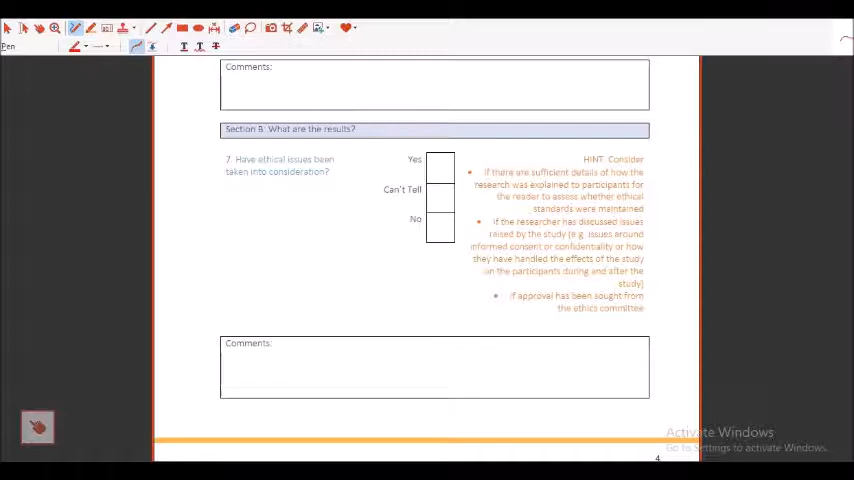 Pen
Comments:
Section B: What are the results?
7. Have ethical issues been
taken into consideration?
Yes
Can't Tell
No
HINT: Consider
• If there are sufficient details of how the
research was explained to participants for
the reader to assess whether ethical
standards were maintained
• If the researcher has discussed issues
raised by the study (e.g. issues around
informed consent or confidentiality or how
they have handled the effects of the study
on the participants during and after the
study)
• If approval has been sought from
the ethics committee
Comments:
Activate Windows
Go to Settings to activate Windows.
4